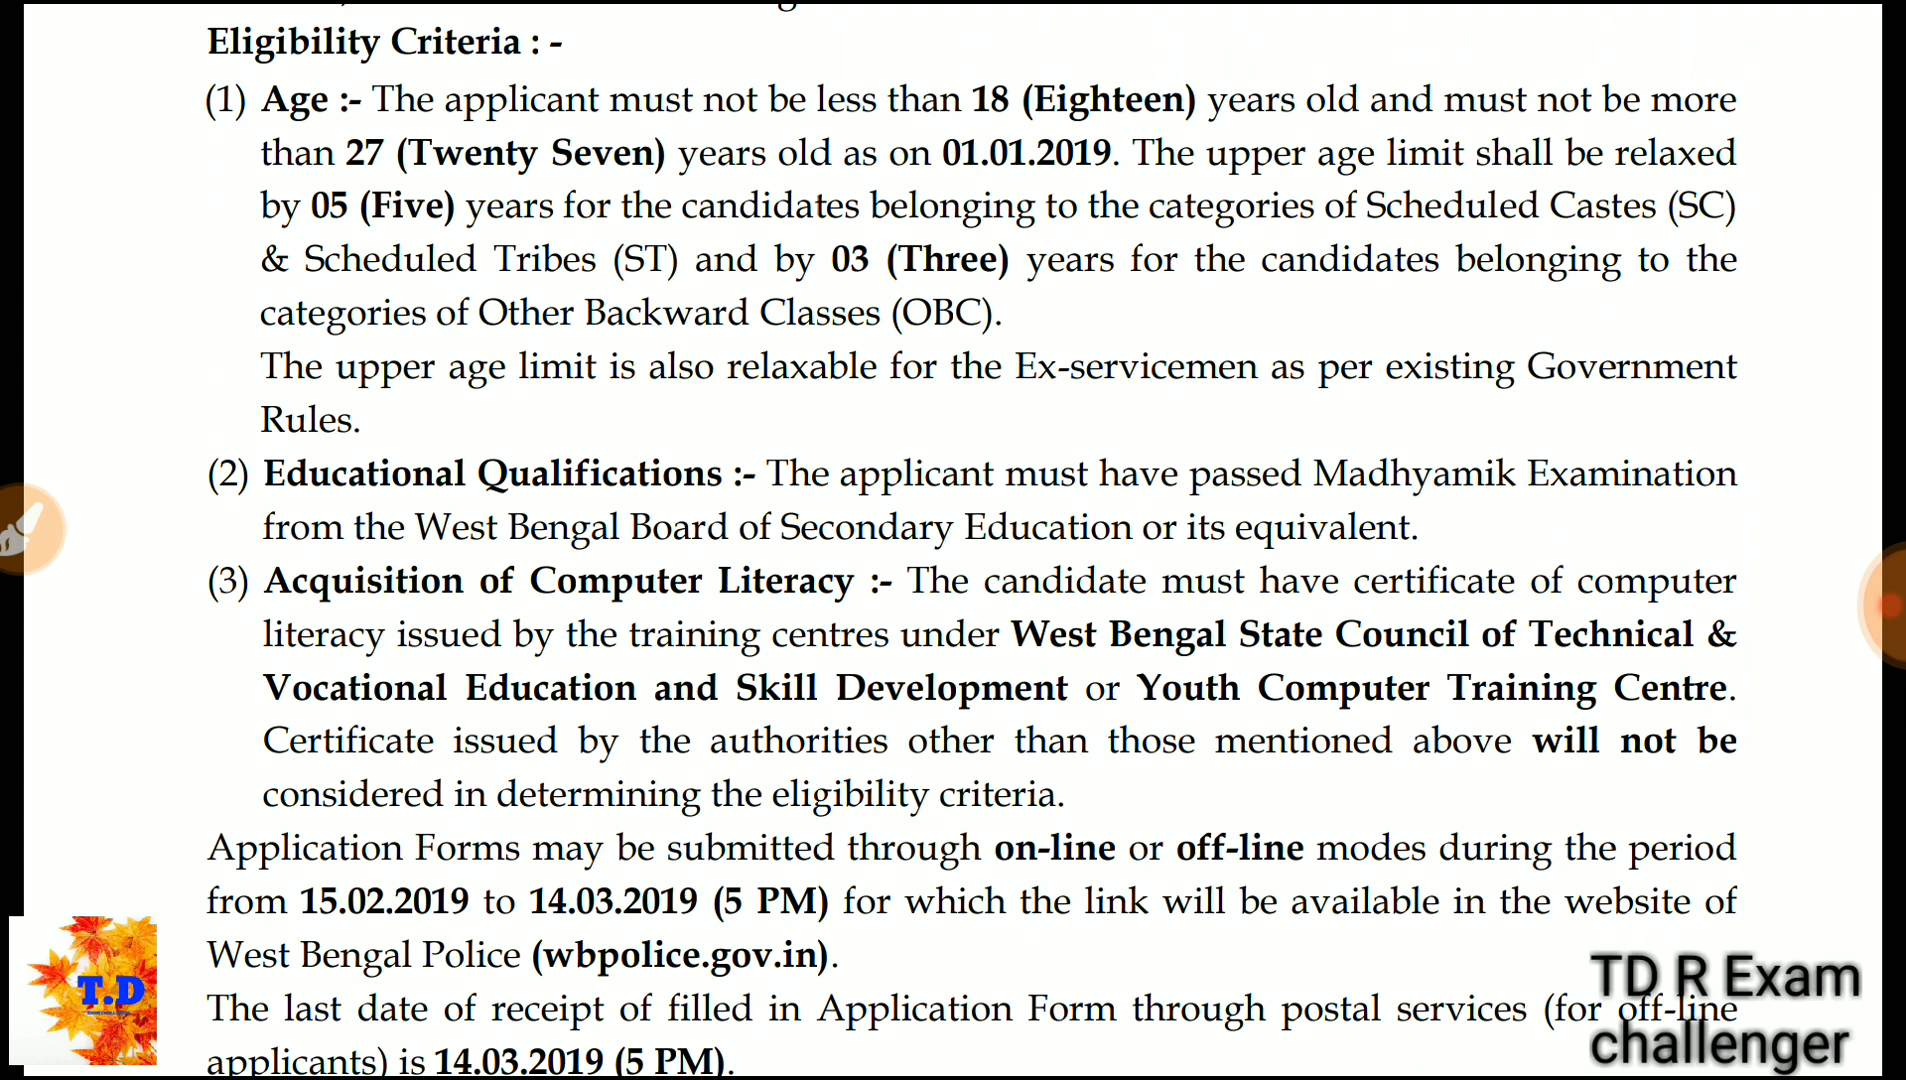 Eligibility Criteria : -
(1) Age :- The applicant must not be less than 18 (Eighteen) years old and must not be more
than 27 (Twenty Seven) years old as on 01.01.2019. The upper age limit shall be relaxed
by 05 (Five) years for the candidates belonging to the categories of Scheduled Castes (SC)
& Scheduled Tribes (ST) and by 03 (Three) years for the candidates belonging to the
categories of Other Backward Classes (OBC).
The upper age limit is also relaxable for the Ex-servicemen as per existing Government
Rules.
(2) Educational Qualifications :- The applicant must have passed Madhyamik Examination
from the West Bengal Board of Secondary Education or its equivalent.
(3) Acquisition of Computer Literacy :- The candidate must have certificate of computer
literacy issued by the training centres under West Bengal State Council of Technical &
Vocational Education and Skill Development or Youth Computer Training Centre.
Certificate issued by the authorities other than those mentioned above will not be
considered in determining the eligibility criteria.
Application Forms may be submitted through on-line or off-line modes during the period
from 15.02.2019 to 14.03.2019 (5 PM) for which the link will be available in the website of
West Bengal Police (wbpolice.gov.in).
The last date of receipt of filled in Application Form through postal services (for off-line
applicants) is 14.03.2019 (5 PM).
T.D
TD R Exam
challenger